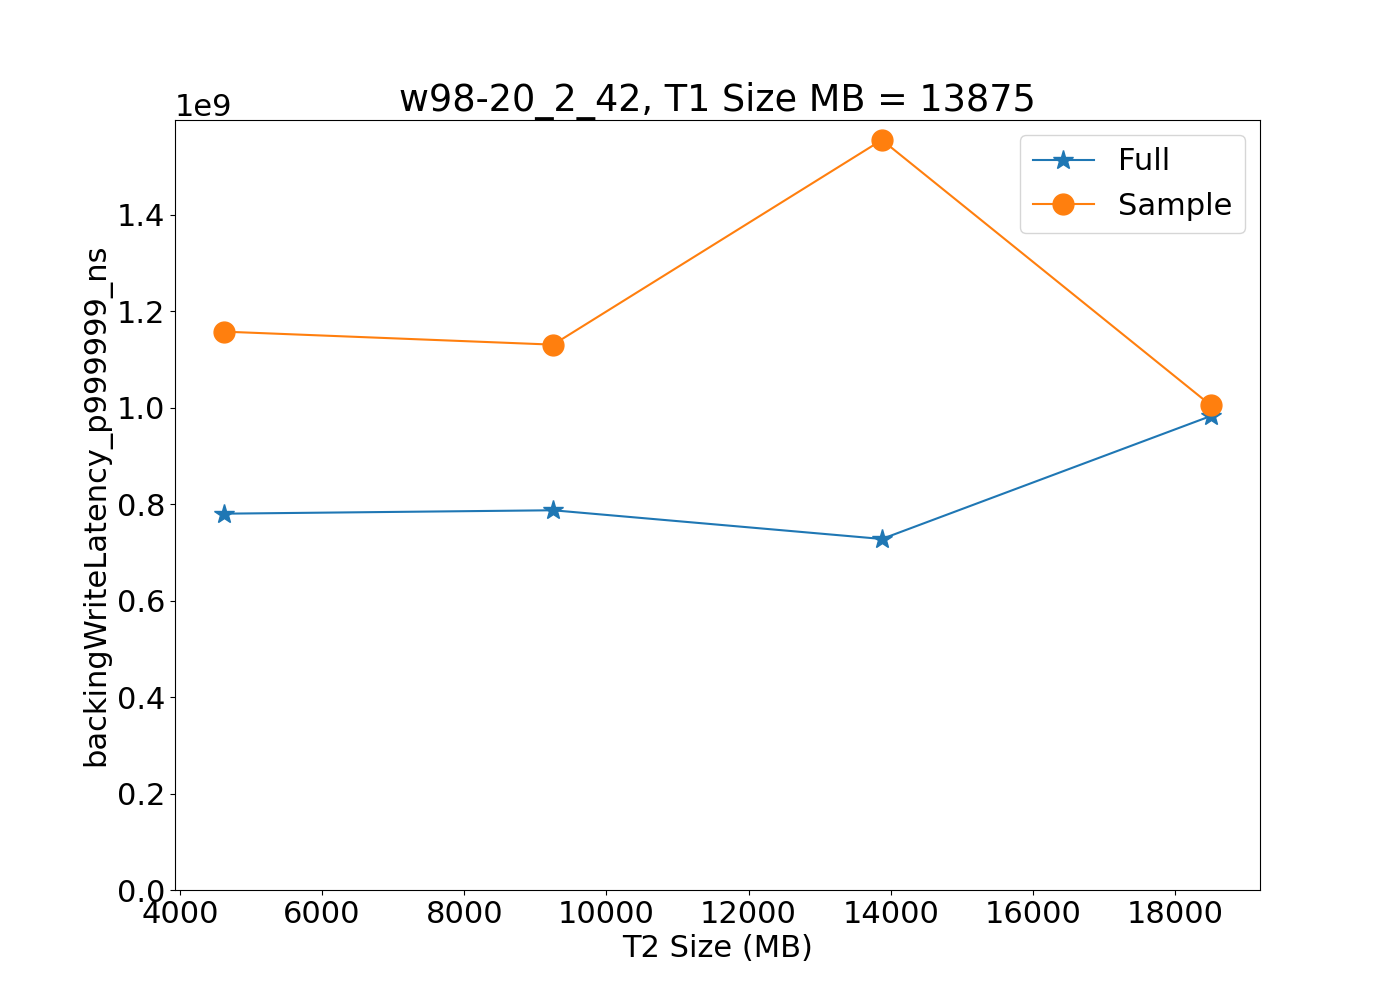 w98-20_2_42, T1 Size MB = 13875
1e9
Full
Sample
backingWriteLatency_p999999_ns
1.4
1.2
1.0
0.8
0.6
0.4
0.2
0.0
4000 6000 8000 10000 12000 14000 16000 18000
T2 Size (MB)